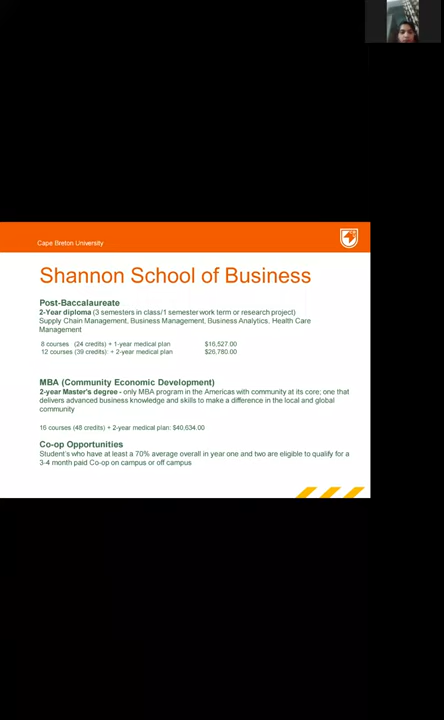 Cape Breton University
Shannon School of Business
Post-Baccalaureate
2-Year diploma (3 semesters in class/1 semester work term or research project)
Supply Chain Management, Business Management, Business Analytics, Health Care
Management
8 courses (24 credits) + 1-year medical plan $16,527.00
12 courses (39 credits) + 2-year medical plan $26,780.00
MBA (Community Economic Development)
2-year Master's degree - only MBA program in the Americas with community at its core; one that
delivers advanced business knowledge and skills to make a difference in the local and global
community
16 courses (48 credits) + 2-year medical plan: $40,634.00
Co-op Opportunities
Student's who have at least a 70% average overall in year one and two are eligible to qualify for a
3-4 month paid Co-op on campus or off campus